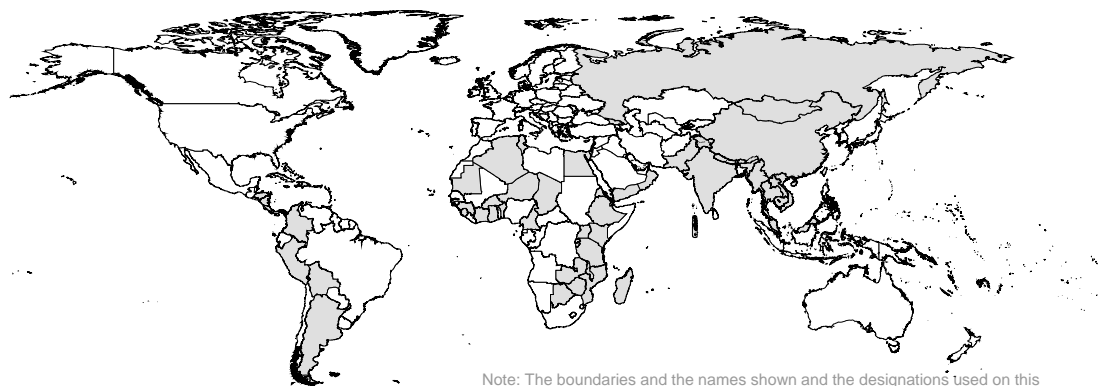 Note: The boundaries and the names shown and the designations used on this